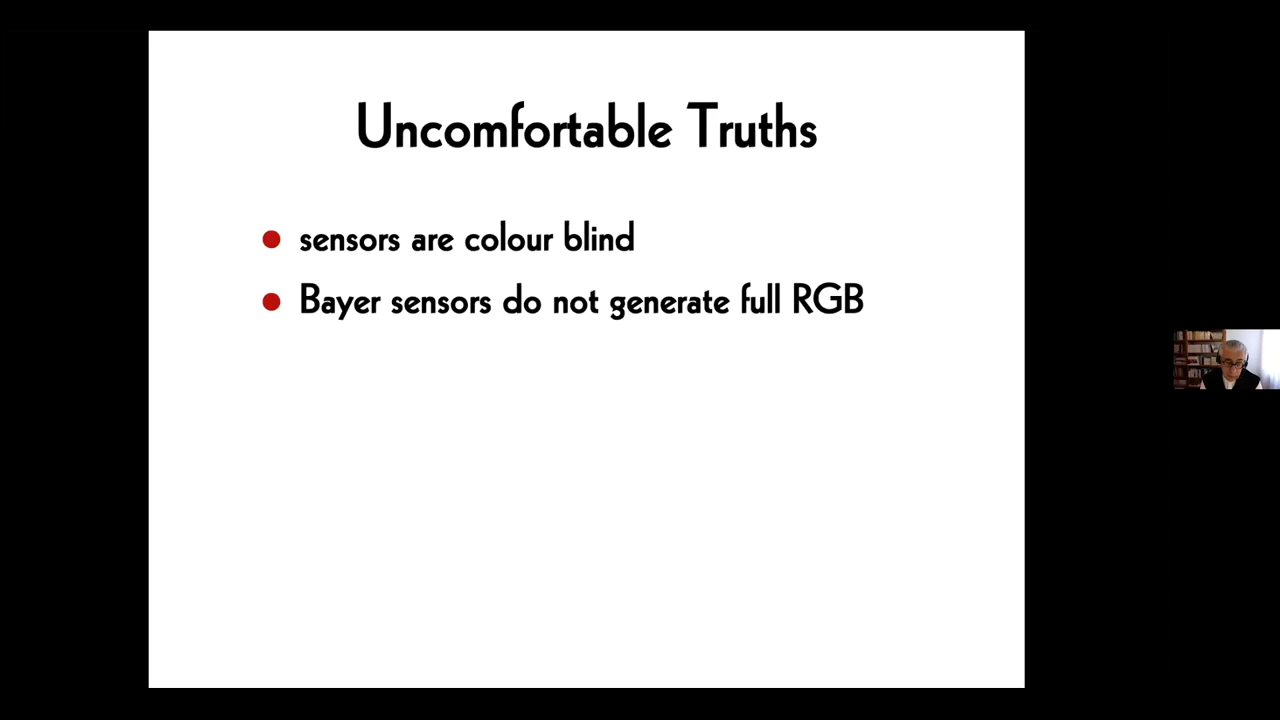 Uncomfortable Truths
sensors are colour blind
Bayer sensors do not generate full RGB